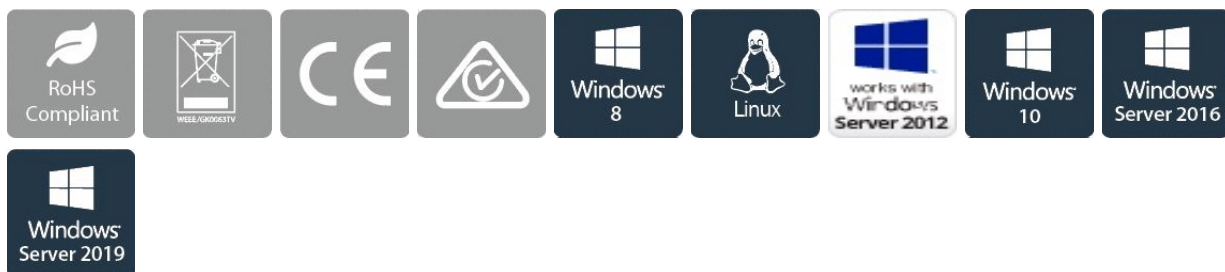 RoHS
Compliant
WEEE/GK0063TV
CE
Windows
8
Linux
works with
Windows
Server 2012
Windows
10
Windows
Server 2016
Windows
Server 2019